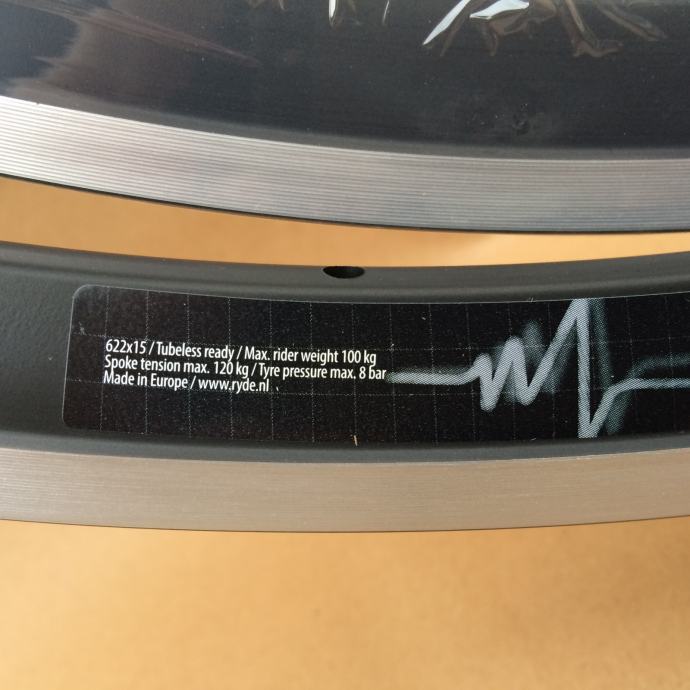 622x15 / Tubeless ready / Max. rider weight 100 kg
Spoke tension max. 120 kg / Tyre pressure max. 8 bar
Made in Europe / www.ryde.nl